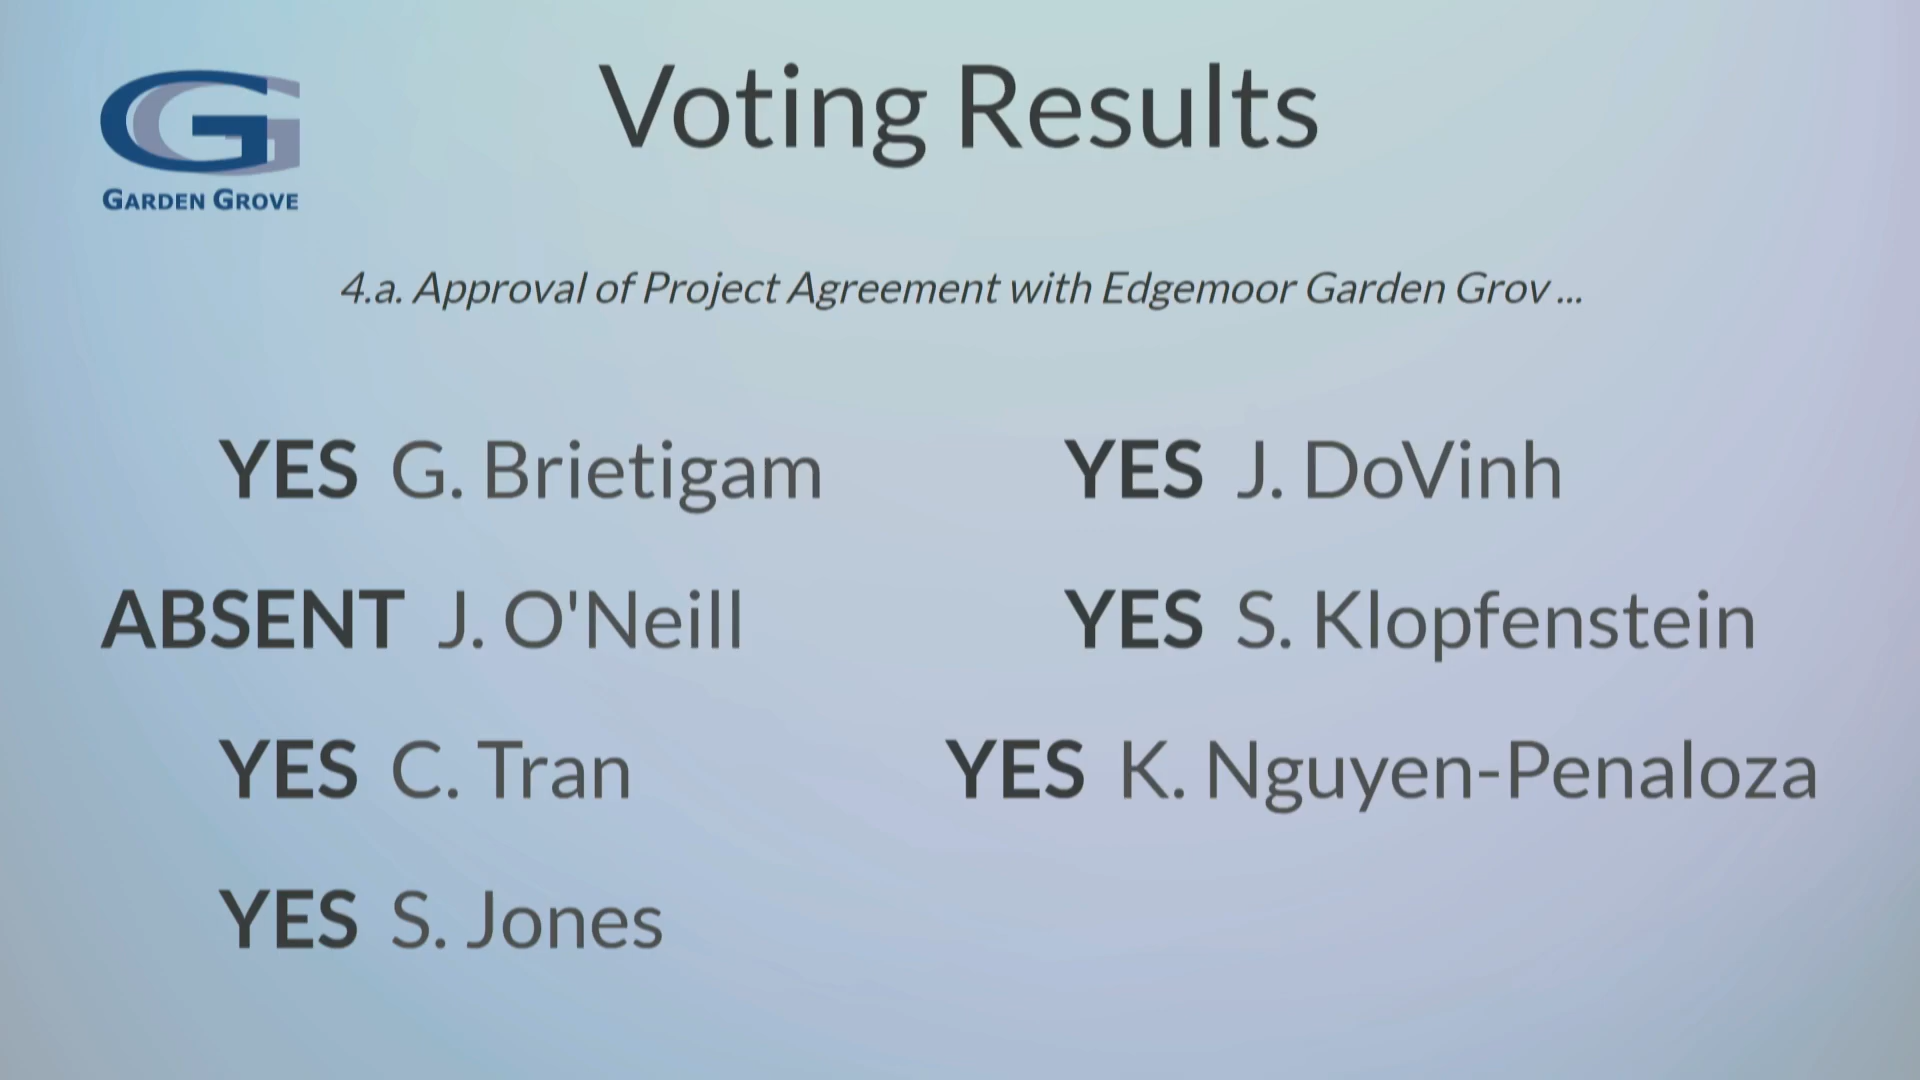 GARDEN GROVE
Voting Results
4.a. Approval of Project Agreement with Edgemoor Garden Grov ...
YES G. Brietigam
YES J. DoVinh
ABSENT J. O'Neill
YES S. Klopfenstein
YES C. Tran
YES K. Nguyen-Penaloza
YES S. Jones